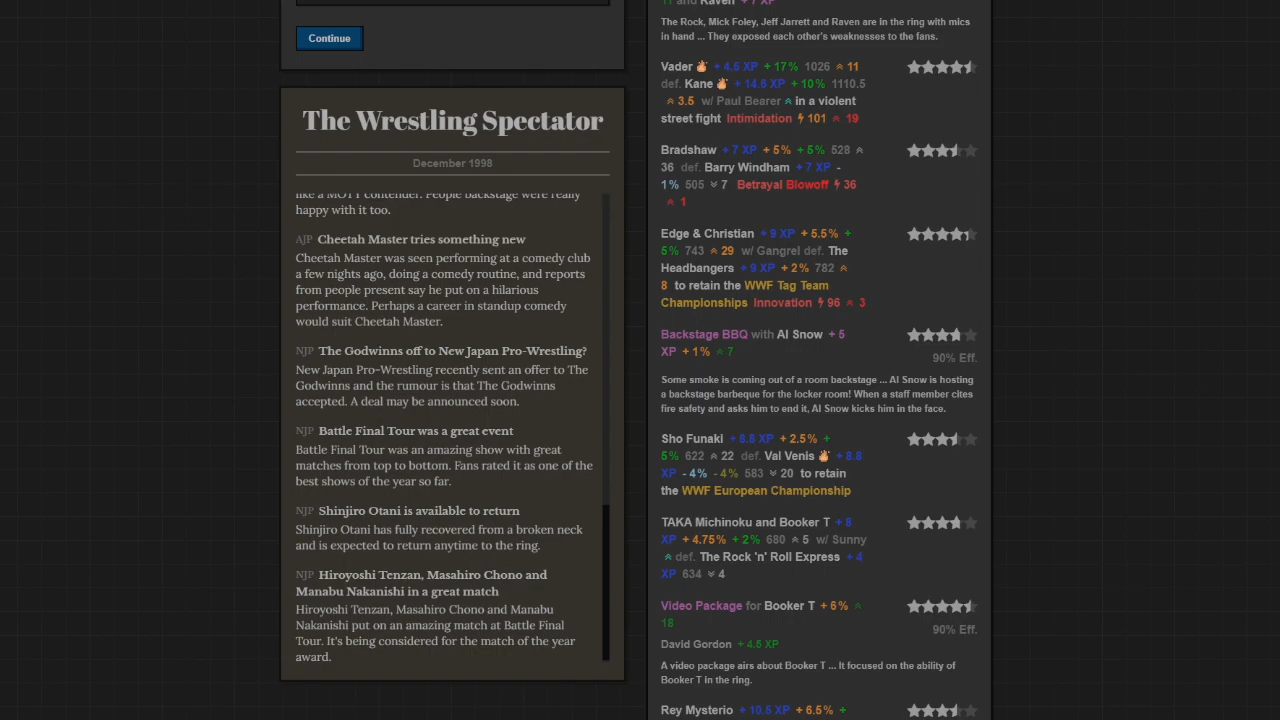 Continue
The Wrestling Spectator
December 1998
like a MOTY contender. People backstage were really
happy with it too.
AJP Cheetah Master tries something new
Cheetah Master was seen performing at a comedy club
a few nights ago, doing a comedy routine, and reports
from people present say he put on a hilarious
performance. Perhaps a career in standup comedy
would suit Cheetah Master.
NJP The Godwinns off to New Japan Pro-Wrestling?
New Japan Pro-Wrestling recently sent an offer to The
Godwinns and the rumour is that The Godwinns
accepted. A deal may be announced soon.
NJP Battle Final Tour was a great event
Battle Final Tour was an amazing show with great
matches from top to bottom. Fans rated it as one of the
best shows of the year so far.
NJP Shinjiro Otani is available to return
Shinjiro Otani has fully recovered from a broken neck
and is expected to return anytime to the ring.
NJP Hiroyoshi Tenzan, Masahiro Chono and
Manabu Nakanishi in a great match
Hiroyoshi Tenzan, Masahiro Chono and Manabu
Nakanishi put on an amazing match at Battle Final
Tour. It's being considered for the match of the year
award.
11 and Raven + 7 XP
The Rock, Mick Foley, Jeff Jarrett and Raven are in the ring with mics
in hand ... They exposed each other's weaknesses to the fans.
Vader + 4.5 XP + 17% 1026 11
def. Kane + 14.6 XP + 10% 1110.5
3.5 w/ Paul Bearer in a violent
street fight Intimidation 101 19
Bradshaw + 7 XP + 5% + 5% 528
36 def. Barry Windham + 7 XP -
1% 505 7 Betrayal Blowoff 36
1
Edge & Christian + 9 XP + 5.5% +
5% 743 29 w/ Gangrel def. The
Headbangers + 9 XP + 2% 782
8 to retain the WWF Tag Team
Championships Innovation 96 3
Backstage BBQ with Al Snow + 5
XP + 1% 7
90% Eff.
Some smoke is coming out of a room backstage ... Al Snow is hosting
a backstage barbeque for the locker room! When a staff member cites
fire safety and asks him to end it, Al Snow kicks him in the face.
Sho Funaki + 8.8 XP + 2.5% +
5% 622 22 def. Val Venis + 8.8
XP - 4% - 4% 583 20 to retain
the WWF European Championship
TAKA Michinoku and Booker T + 8
XP + 4.75% + 2% 680 5 w/ Sunny
def. The Rock 'n' Roll Express + 4
XP 634 4
Video Package for Booker T + 6%
18
90% Eff.
David Gordon + 4.5 XP
A video package airs about Booker T ... It focused on the ability of
Booker T in the ring.
Rey Mysterio + 10.5 XP + 6.5% +